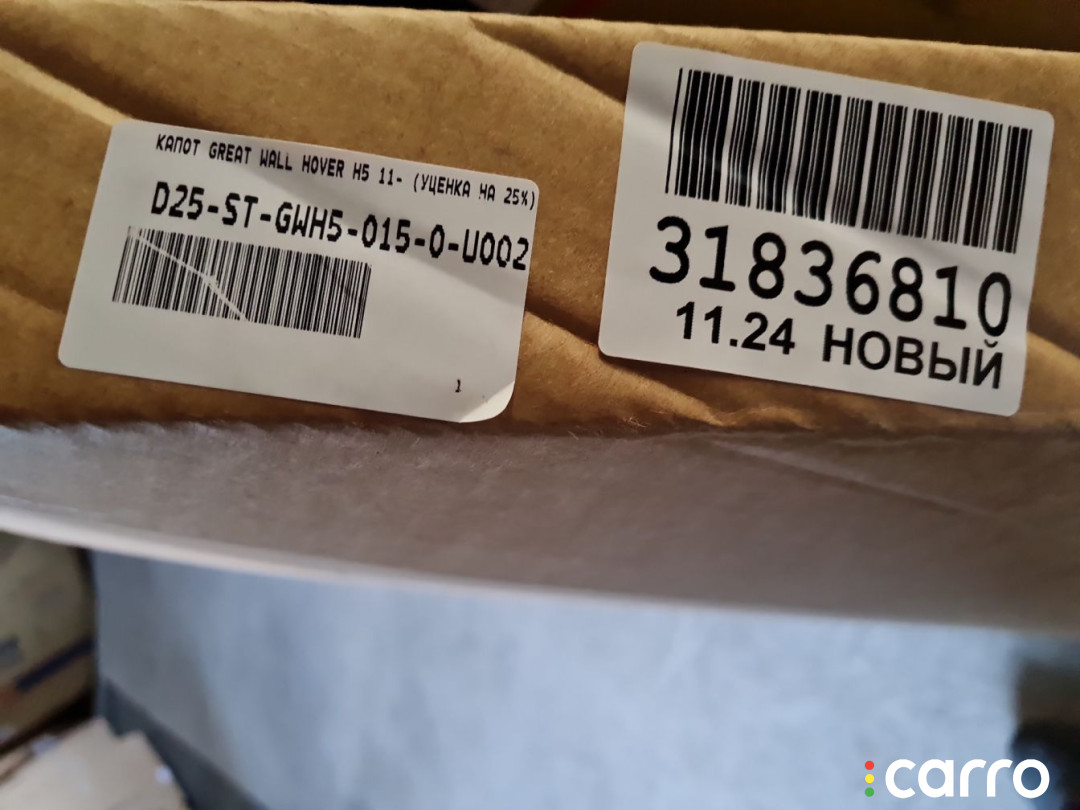 КАПОТ GREAT WALL HOVER H5 11- (УЦЕНКА НА 25%)
D25-ST-GWH5-015-0-U002
1
31836810
11.24 НОВЫЙ
carro